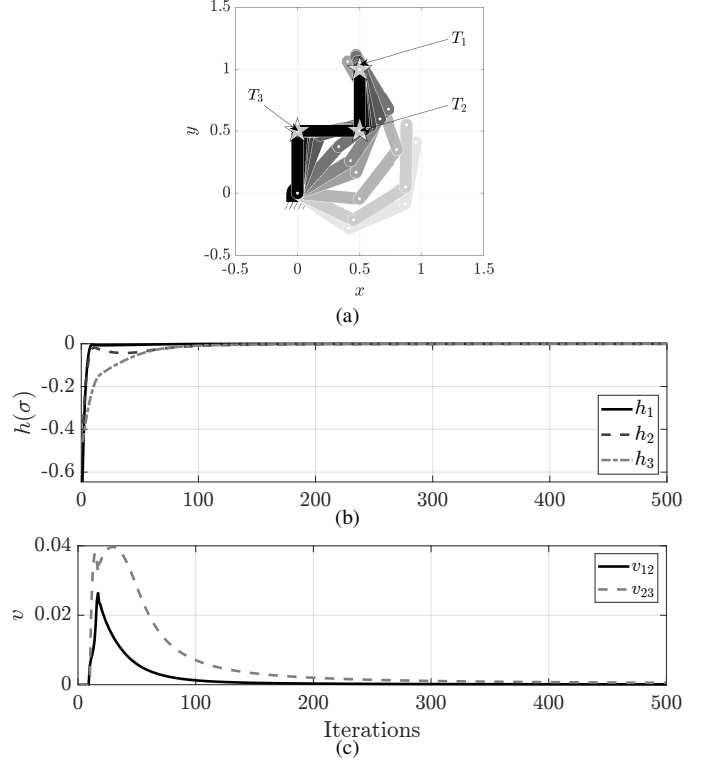 1.5
T1
1
T3
T2
y
0.5
0
-0.5
-0.5 0 0.5 1 1.5
x
(a)
0
-0.2
h(σ)
-0.4
-0.6
h1
h2
h3
0 100 200 300 400 500
(b)
0.04
v12
v23
v
0.02
0
0 100 200 300 400 500
Iterations
(c)